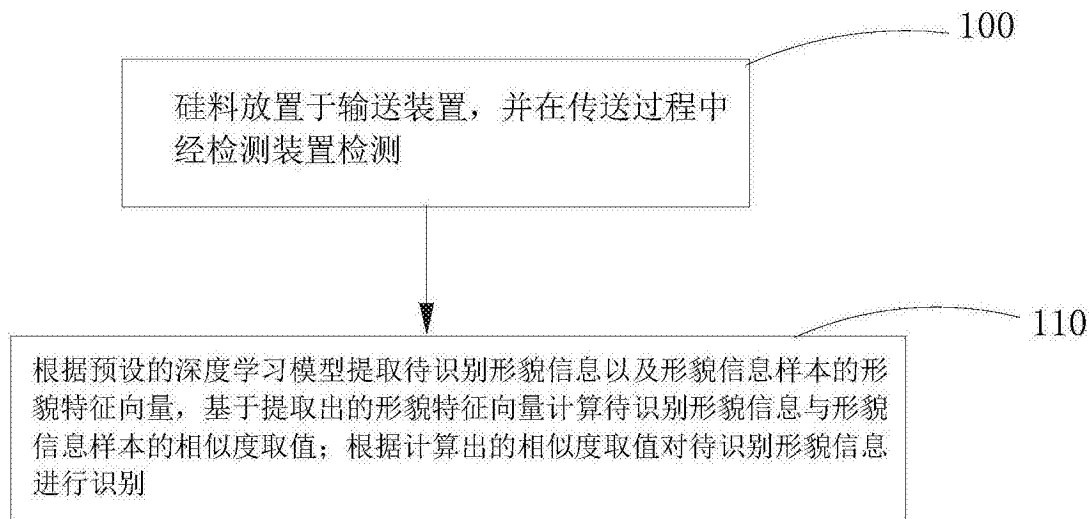 100
硅料放置于输送装置，并在传送过程中
经检测装置检测
110
根据预设的深度学习模型提取待识别形貌信息以及形貌信息样本的形
貌特征向量，基于提取出的形貌特征向量计算待识别形貌信息与形貌
信息样本的相似度取值；根据计算出的相似度取值对待识别形貌信息
进行识别